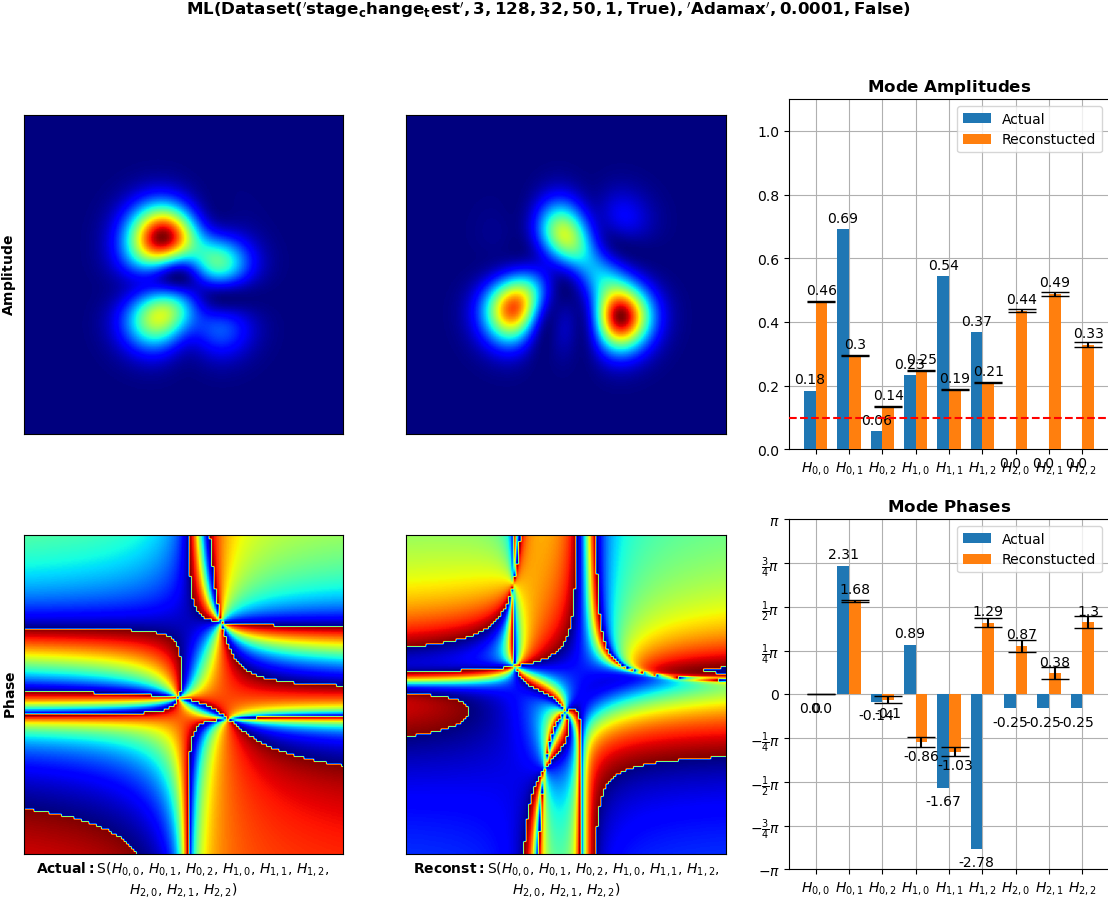 ML(Dataset('stage_change_test', 3, 128, 32, 50, 1, True), 'Adamax', 0.0001, False)
Amplitude
Mode Amplitudes
Actual
Reconstucted
1.0
0.8
0.6
0.4
0.2
0.0
0.18
0.46
0.69
0.3
0.06
0.14
0.23
0.25
0.54
0.19
0.37
0.21
0.0
0.44
0.0
0.49
0.0
0.33
H0,0 H0,1 H0,2 H1,0 H1,1 H1,2 H2,0 H2,1 H2,2
Phase
Mode Phases
Actual
Reconstucted
π
3/4π
1/2π
1/4π
0
−1/4π
−1/2π
−3/4π
−π
0.0
0.0
2.31
1.68
-0.14
-0.1
0.89
-0.86
-1.67
-1.03
-2.78
1.29
-0.25
0.87
-0.25
0.38
-0.25
1.3
H0,0 H0,1 H0,2 H1,0 H1,1 H1,2 H2,0 H2,1 H2,2
Actual: S(H0,0, H0,1, H0,2, H1,0, H1,1, H1,2,
H2,0, H2,1, H2,2)
Reconst: S(H0,0, H0,1, H0,2, H1,0, H1,1, H1,2,
H2,0, H2,1, H2,2)